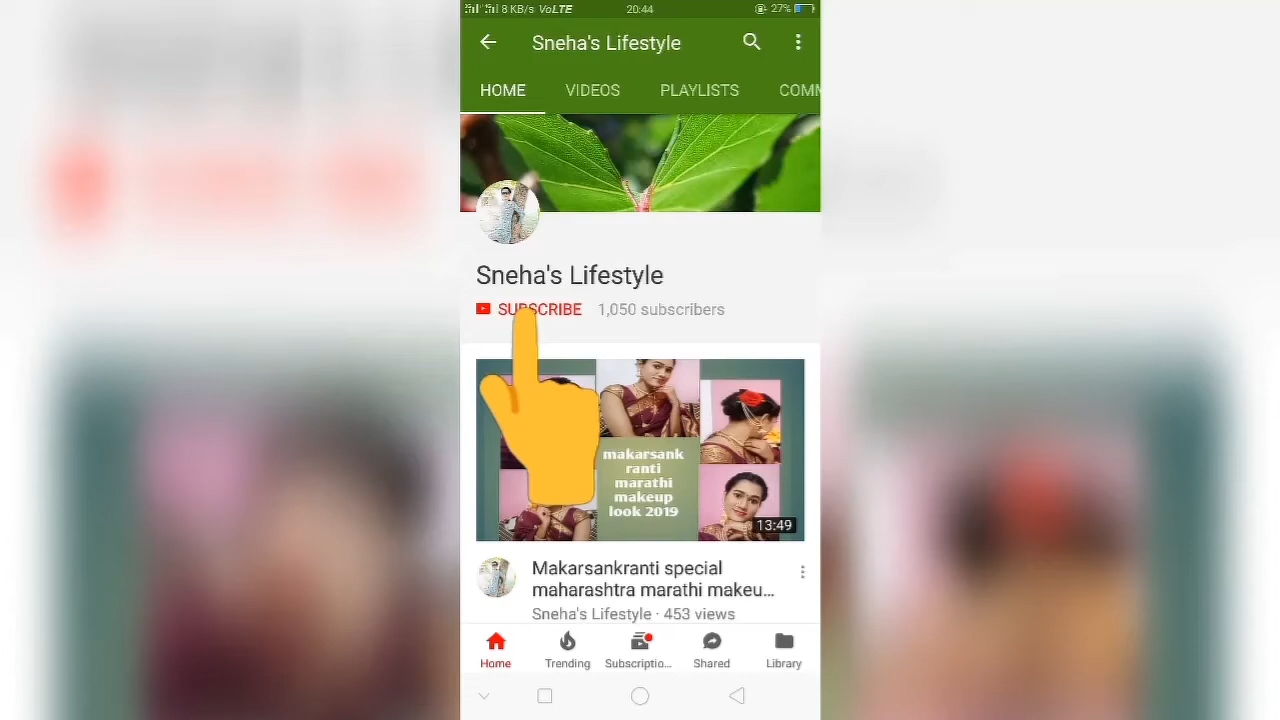 8 KB/s VoLTE 20:44 27%
Sneha's Lifestyle
HOME VIDEOS PLAYLISTS COMM
Sneha's Lifestyle
SUBSCRIBE 1,050 subscribers
makarsank
ranti
marathi
makeup
look 2019
13:49
Makarsankranti special
maharashtra marathi makeu...
Sneha's Lifestyle · 453 views
Home Trending Subscriptio... Shared Library